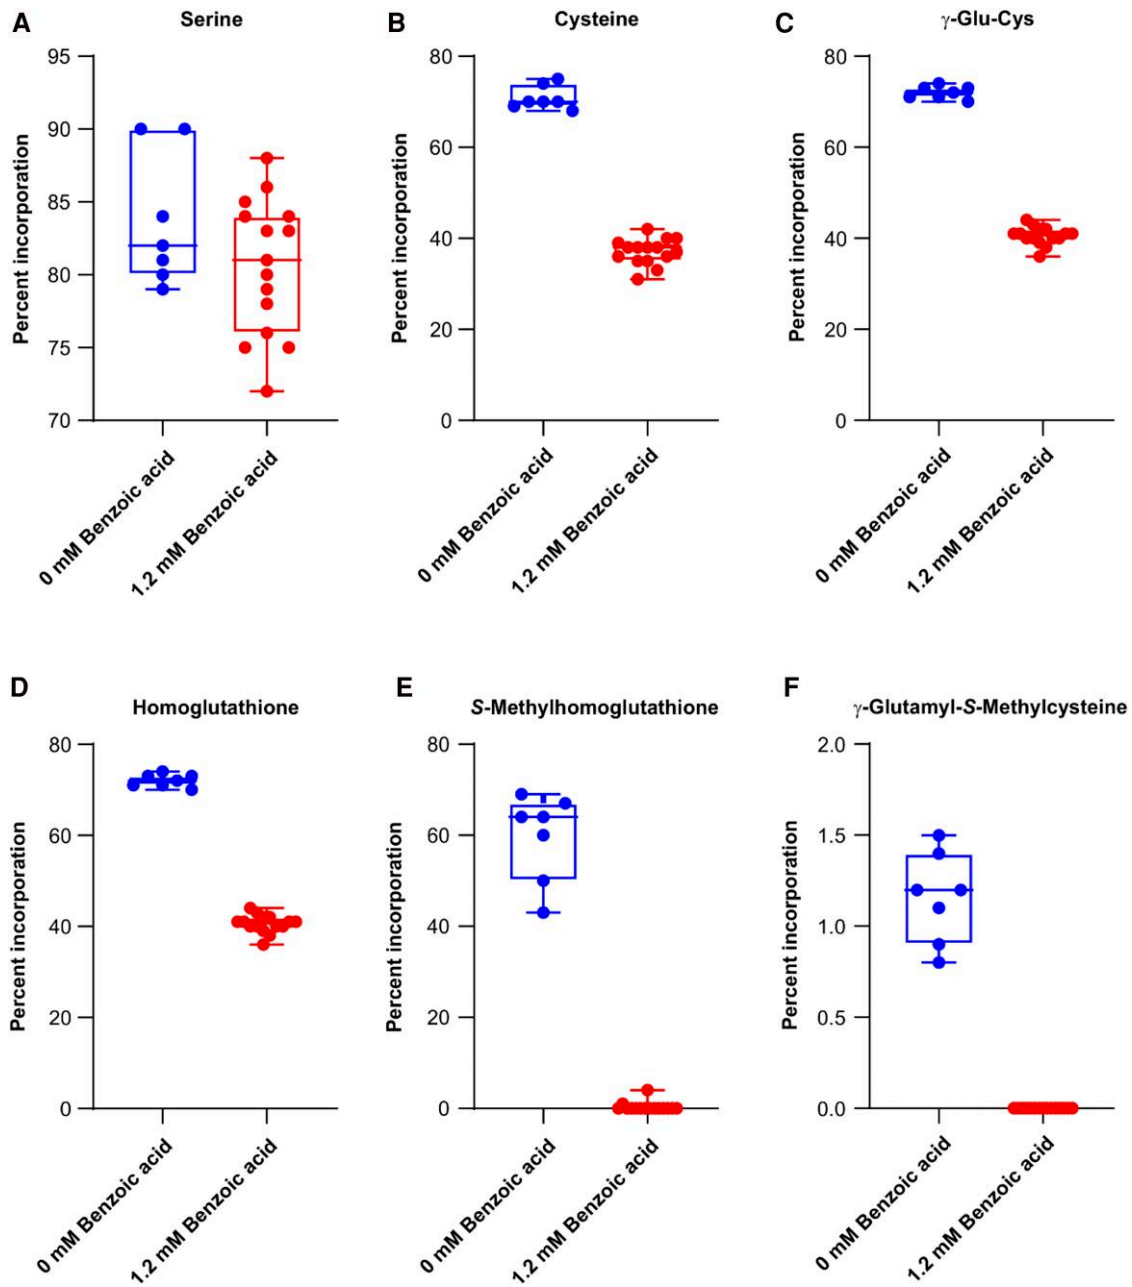 A Serine
Percent incorporation
95
90
85
80
75
70
0 mM Benzoic acid
1.2 mM Benzoic acid
B Cysteine
Percent incorporation
80
60
40
20
0
0 mM Benzoic acid
1.2 mM Benzoic acid
C γ-Glu-Cys
Percent incorporation
80
60
40
20
0
0 mM Benzoic acid
1.2 mM Benzoic acid
D Homoglutathione
Percent incorporation
80
60
40
20
0
0 mM Benzoic acid
1.2 mM Benzoic acid
E S-Methylhomoglutathione
Percent incorporation
80
60
40
20
0
0 mM Benzoic acid
1.2 mM Benzoic acid
F γ-Glutamyl-S-Methylcysteine
Percent incorporation
2.0
1.5
1.0
0.5
0.0
0 mM Benzoic acid
1.2 mM Benzoic acid